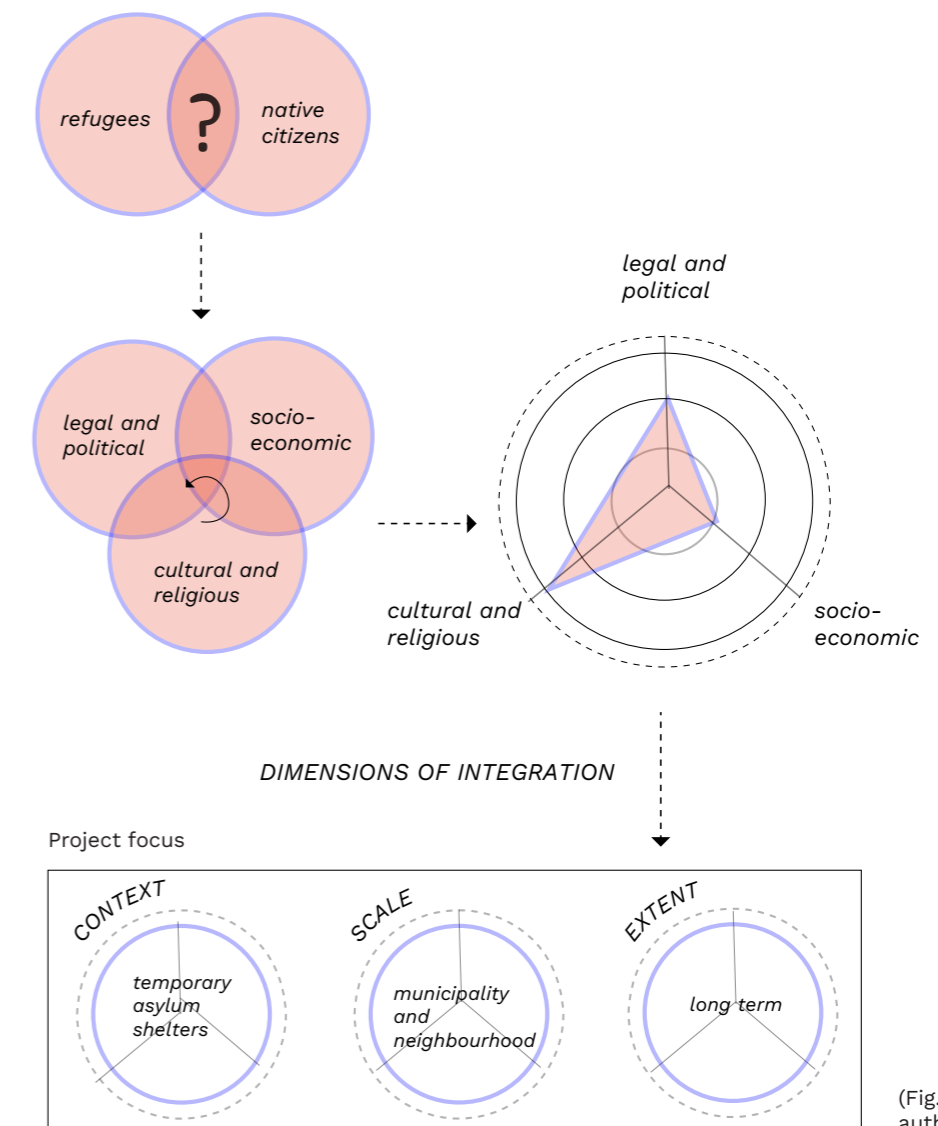 refugees
?
native
citizens
legal and
political
legal and
political
socio-
economic
cultural and
religious
cultural and
religious
socio-
economic
DIMENSIONS OF INTEGRATION
Project focus
CONTEXT
SCALE
EXTENT
temporary
asylum
shelters
municipality
and
neighbourhood
long term
(Fig.